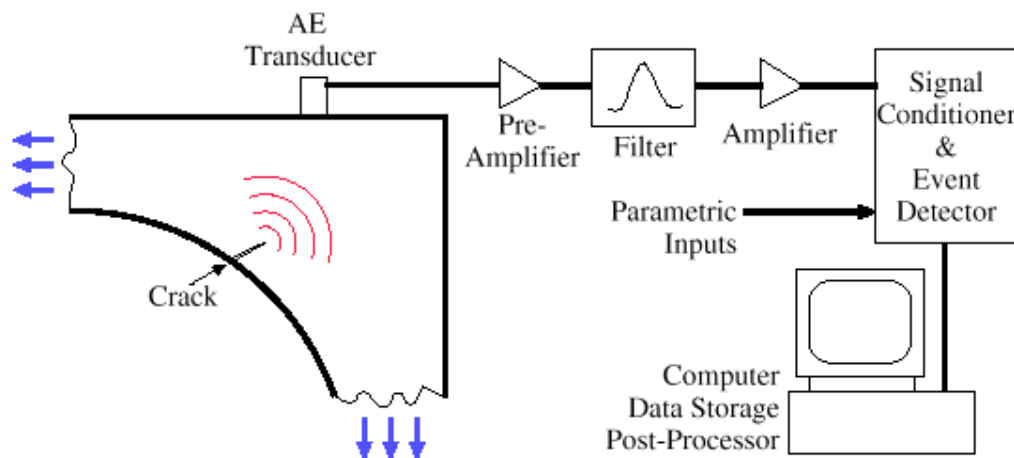 AE
Transducer
Pre-
Amplifier
Filter
Amplifier
Signal
Conditioner
&
Event
Detector
Parametric
Inputs
Crack
Computer
Data Storage
Post-Processor